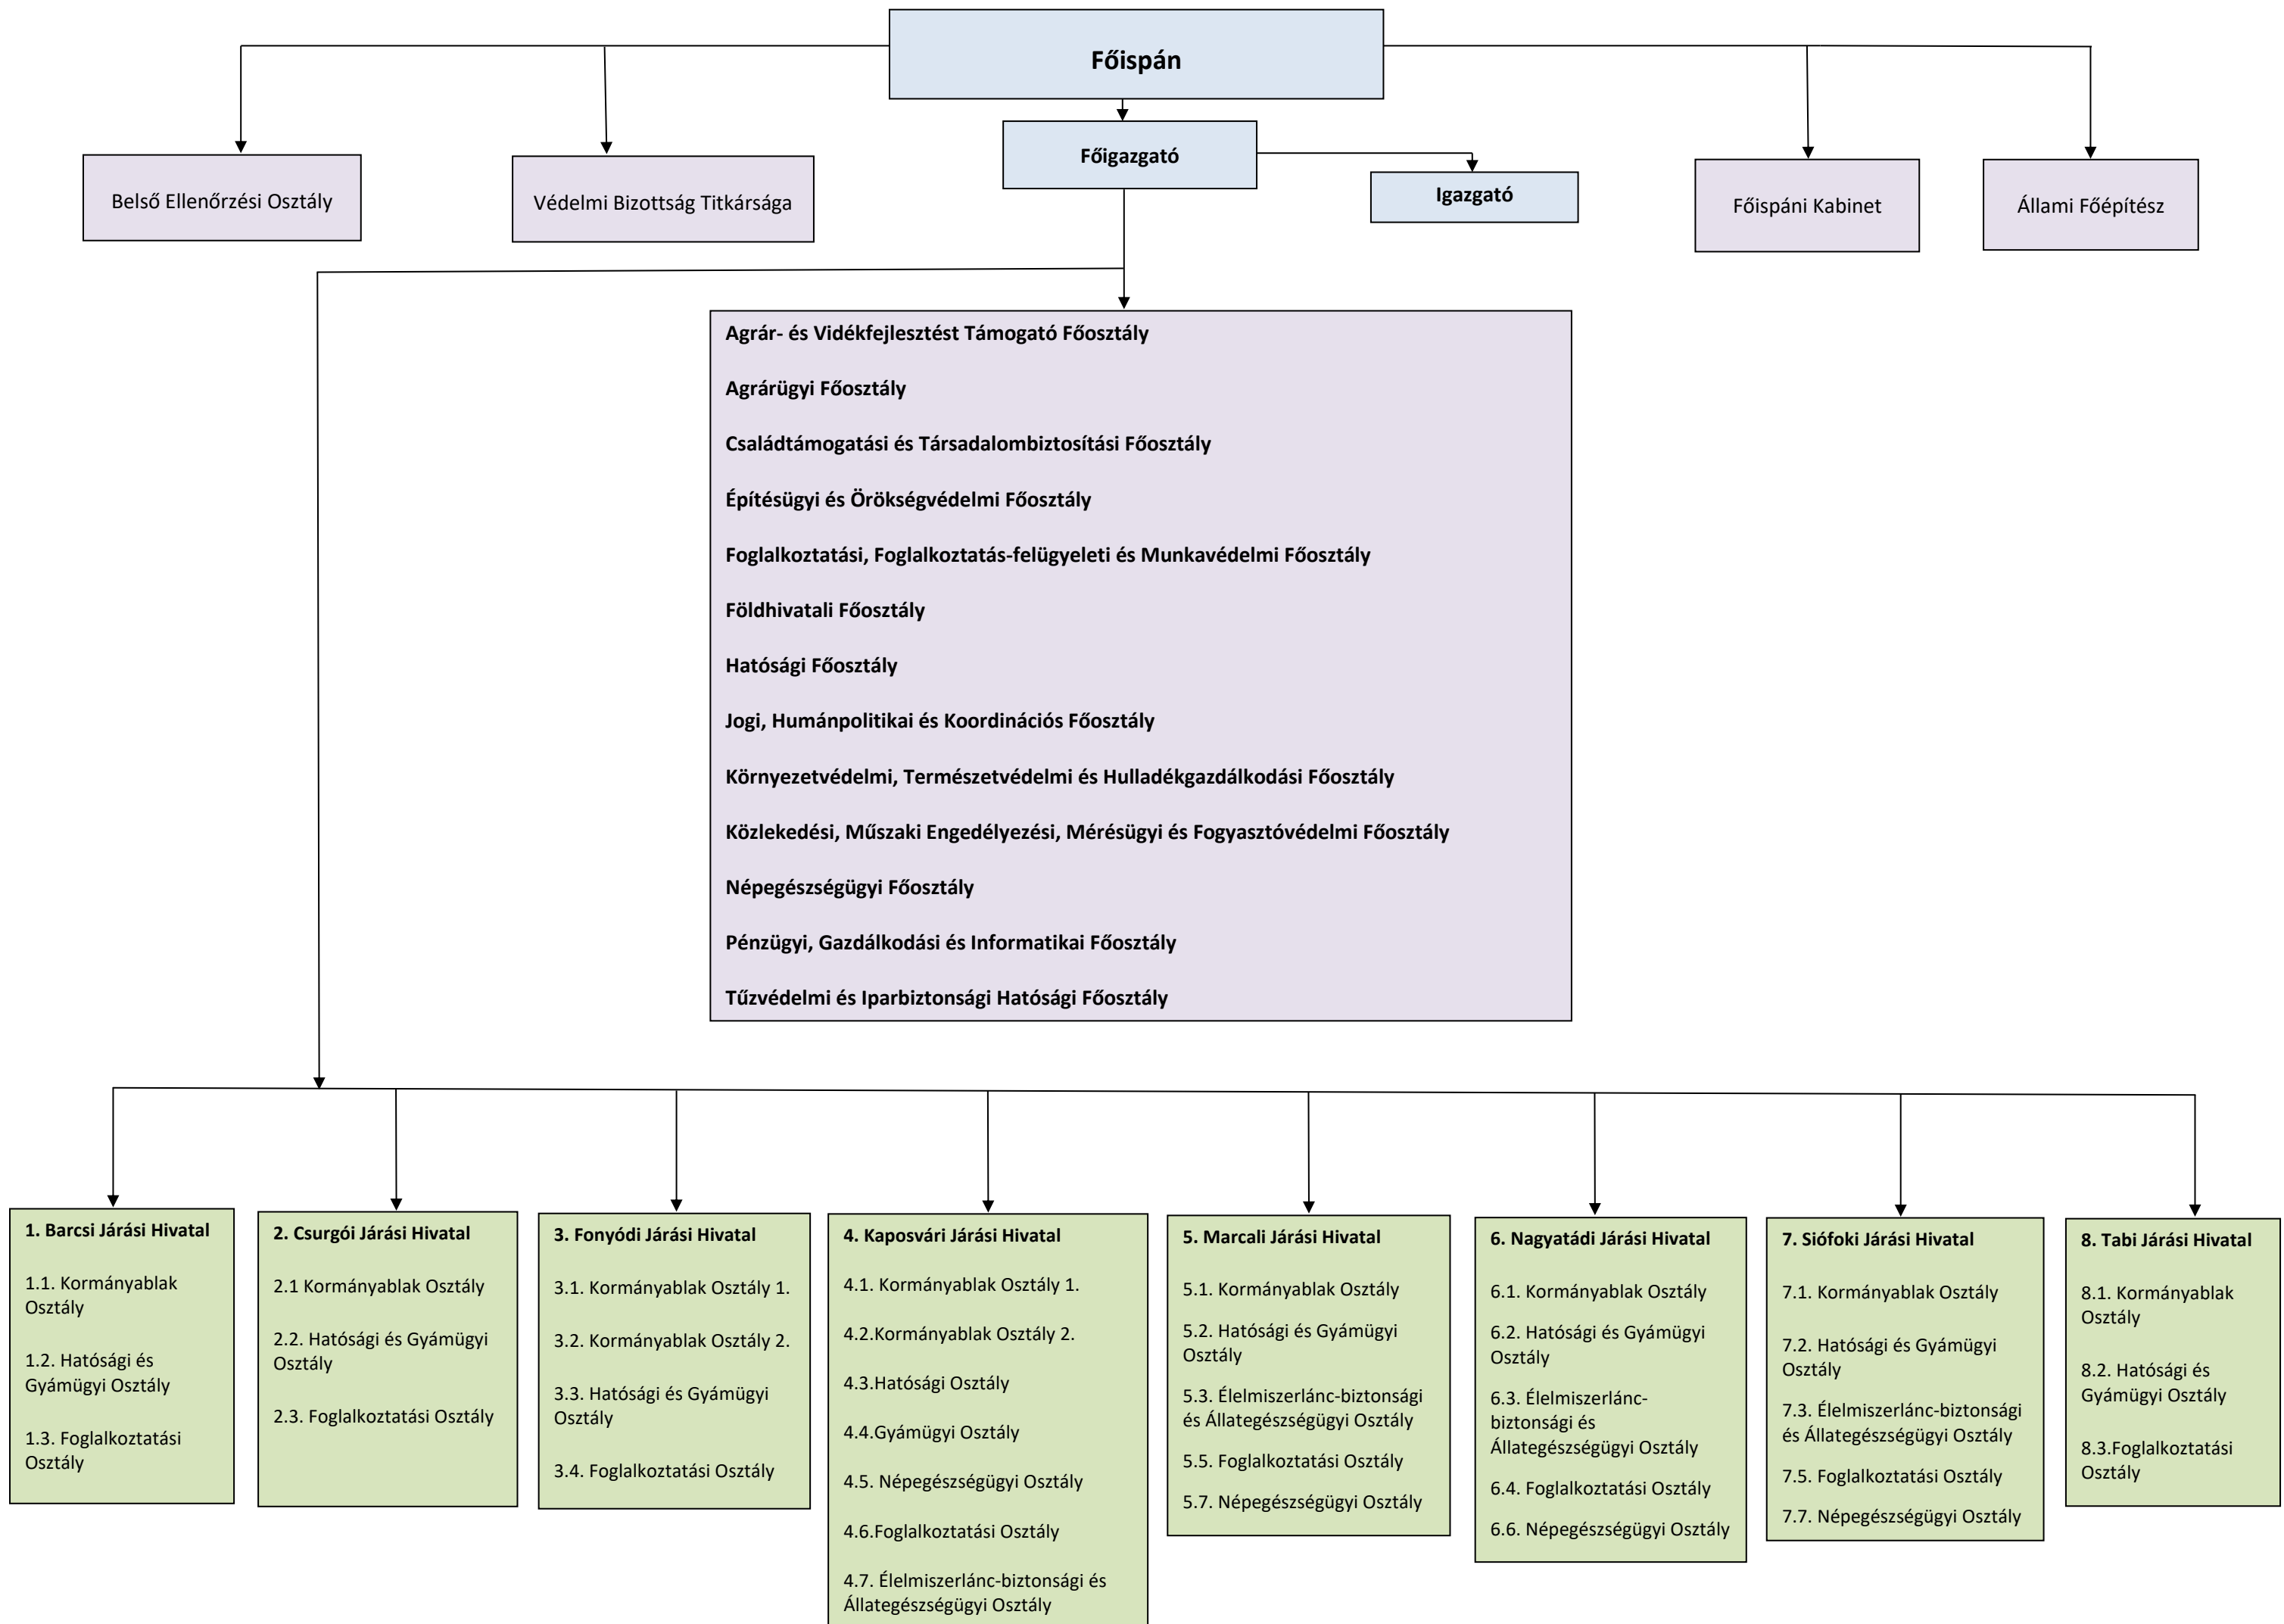 Főispán
Főigazgató
Igazgató
Belső Ellenőrzési Osztály
Védelmi Bizottság Titkársága
Főispáni Kabinet
Állami Főépítész
Agrár- és Vidékfejlesztést Támogató Főosztály
Agrárügyi Főosztály
Családtámogatási és Társadalombiztosítási Főosztály
Építésügyi és Örökségvédelmi Főosztály
Foglalkoztatási, Foglalkoztatás-felügyeleti és Munkavédelmi Főosztály
Földhivatali Főosztály
Hatósági Főosztály
Jogi, Humánpolitikai és Koordinációs Főosztály
Környezetvédelmi, Természetvédelmi és Hulladékgazdálkodási Főosztály
Közlekedési, Műszaki Engedélyezési, Mérésügyi és Fogyasztóvédelmi Főosztály
Népegészségügyi Főosztály
Pénzügyi, Gazdálkodási és Informatikai Főosztály
Tűzvédelmi és Iparbiztonsági Hatósági Főosztály
1. Barcsi Járási Hivatal
1.1. Kormányablak
Osztály
1.2. Hatósági és
Gyámügyi Osztály
1.3. Foglalkoztatási
Osztály
2. Csurgói Járási Hivatal
2.1 Kormányablak Osztály
2.2. Hatósági és Gyámügyi
Osztály
2.3. Foglalkoztatási Osztály
3. Fonyódi Járási Hivatal
3.1. Kormányablak Osztály 1.
3.2. Kormányablak Osztály 2.
3.3. Hatósági és Gyámügyi
Osztály
3.4. Foglalkoztatási Osztály
4. Kaposvári Járási Hivatal
4.1. Kormányablak Osztály 1.
4.2.Kormányablak Osztály 2.
4.3.Hatósági Osztály
4.4.Gyámügyi Osztály
4.5. Népegészségügyi Osztály
4.6.Foglalkoztatási Osztály
4.7. Élelmiszerlánc-biztonsági és
Állategészségügyi Osztály
5. Marcali Járási Hivatal
5.1. Kormányablak Osztály
5.2. Hatósági és Gyámügyi
Osztály
5.3. Élelmiszerlánc-biztonsági
és Állategészségügyi Osztály
5.5. Foglalkoztatási Osztály
5.7. Népegészségügyi Osztály
6. Nagyatádi Járási Hivatal
6.1. Kormányablak Osztály
6.2. Hatósági és Gyámügyi
Osztály
6.3. Élelmiszerlánc-
biztonsági és
Állategészségügyi Osztály
6.4. Foglalkoztatási Osztály
6.6. Népegészségügyi Osztály
7. Siófoki Járási Hivatal
7.1. Kormányablak Osztály
7.2. Hatósági és Gyámügyi
Osztály
7.3. Élelmiszerlánc-biztonsági
és Állategészségügyi Osztály
7.5. Foglalkoztatási Osztály
7.7. Népegészségügyi Osztály
8. Tabi Járási Hivatal
8.1. Kormányablak
Osztály
8.2. Hatósági és
Gyámügyi Osztály
8.3.Foglalkoztatási
Osztály